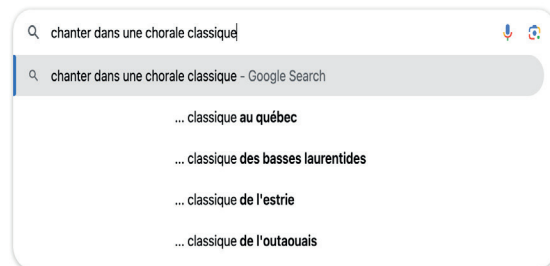 chanter dans une chorale classique
chanter dans une chorale classique - Google Search
... classique au québec
... classique des basses laurentides
... classique de l'estrie
... classique de l'outaouais